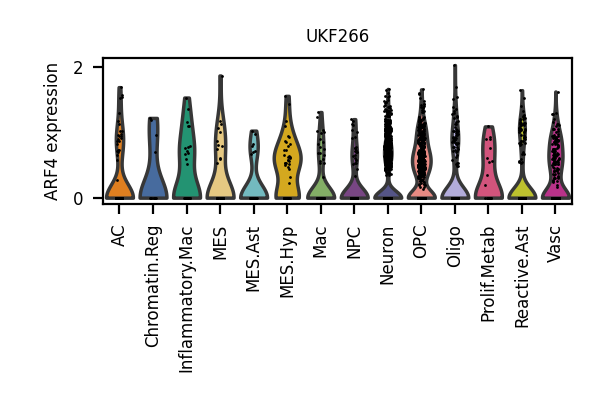 UKF266
ARF4 expression
2
0
AC
Chromatin.Reg
Inflammatory.Mac
MES
MES.Ast
MES.Hyp
Mac
NPC
Neuron
OPC
Oligo
Prolif.Metab
Reactive.Ast
Vasc